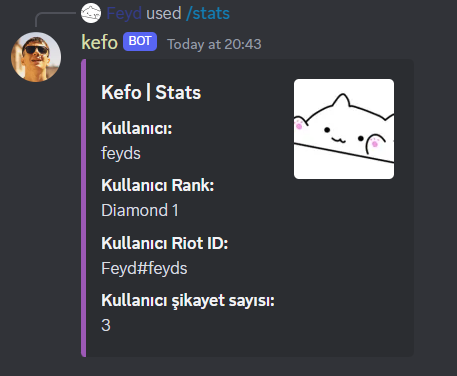 Feyd used /stats
kefo BOT Today at 20:43
Kefo | Stats
Kullanıcı:
feyds
Kullanıcı Rank:
Diamond 1
Kullanıcı Riot ID:
Feyd#feyds
Kullanıcı şikayet sayısı:
3